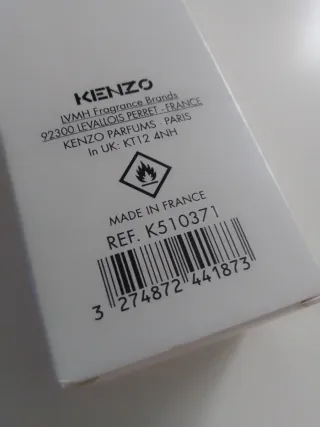 KENZO
LVMH Fragrance Brands
92300 LEVALLOIS PERRET - FRANCE
KENZO PARFUMS - PARIS
In UK: KT12 4NH
MADE IN FRANCE
REF. K510371
3 274872 441873